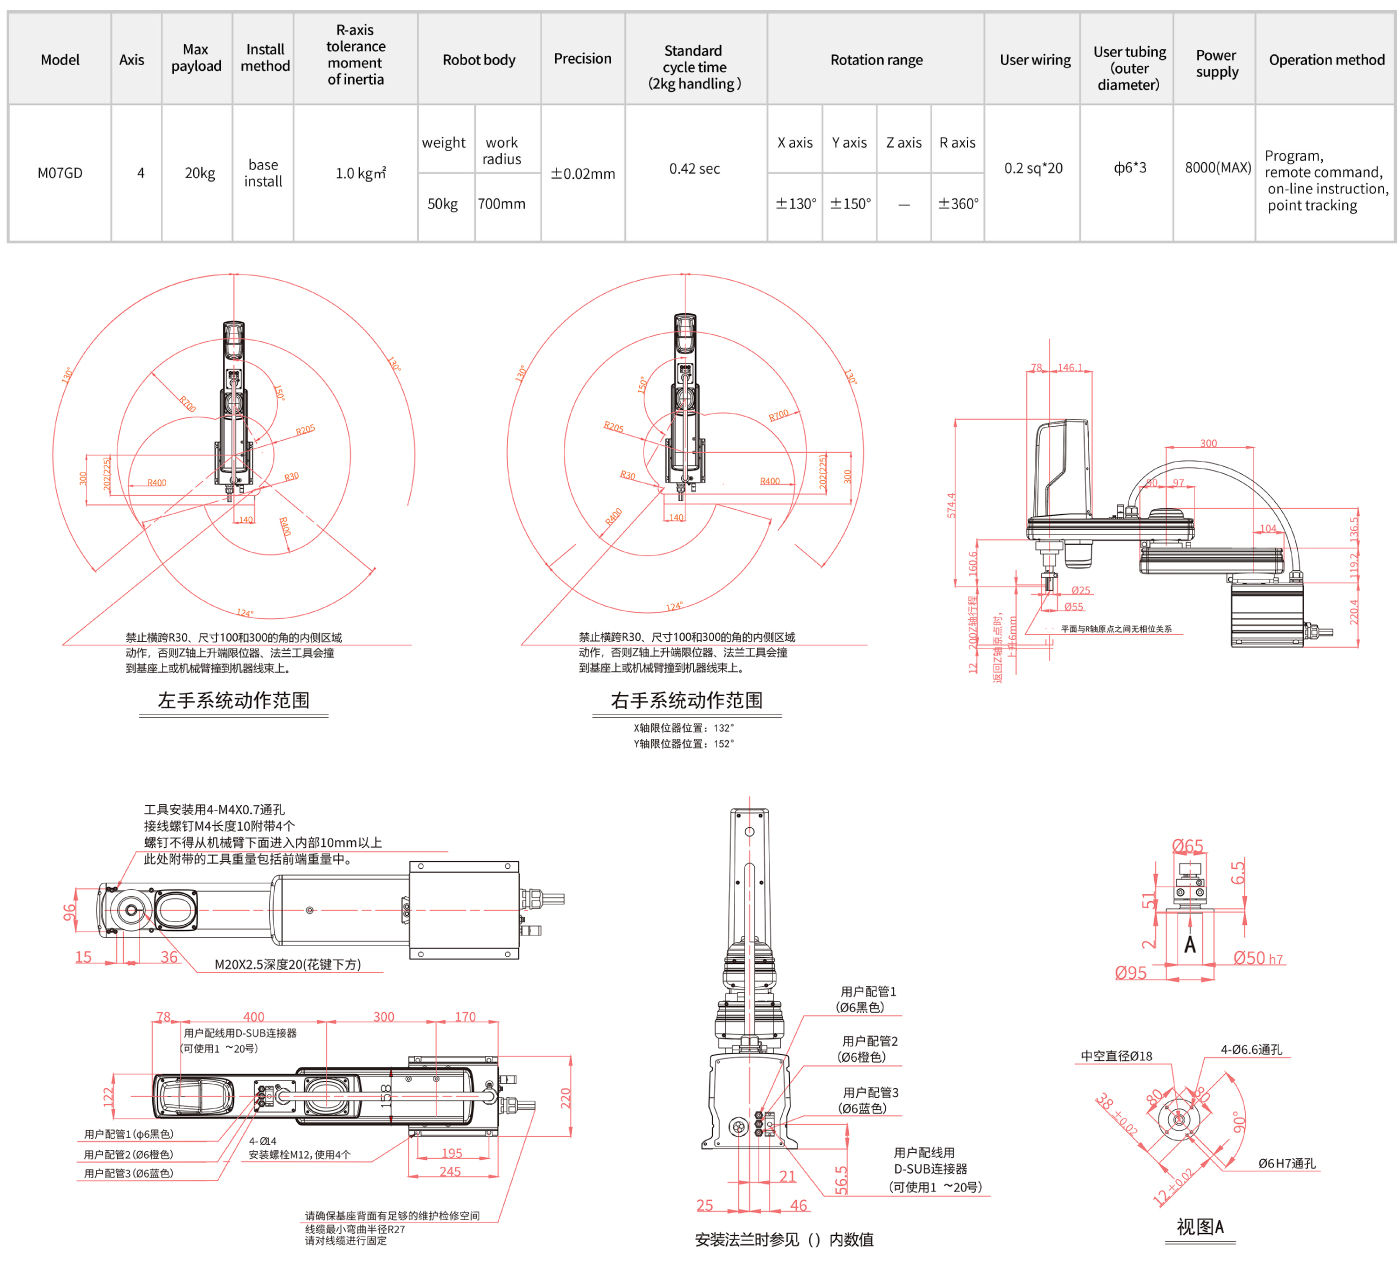 Model
Axis
Max
payload
Install
method
R-axis
tolerance
moment
of inertia
Robot body
Precision
Standard
cycle time
(2kg handling)
Rotation range
User wiring
User tubing
(outer
diameter)
Power
supply
Operation method
M07GD
4
20kg
base
install
1.0 kg㎡
weight
work
radius
50kg
700mm
±0.02mm
0.42 sec
X axis
Y axis
Z axis
R axis
±130°
±150°
—
±360°
0.2 sq*20
ф6*3
8000(MAX)
Program,
remote command,
on-line instruction,
point tracking
130°
130°
150°
R700
R205
R30
R400
R400
300
202(225)
140
124°
禁止横跨R30、尺寸100和300的角的内侧区域
动作，否则Z轴上升端限位器、法兰工具会撞
到基座上或机械臂撞到机器线束上。
左手系统动作范围
130°
130°
150°
R700
R205
R30
R400
R400
300
202(225)
140
124°
禁止横跨R30、尺寸100和300的角的内侧区域
动作，否则Z轴上升端限位器、法兰工具会撞
到基座上或机械臂撞到机器线束上。
右手系统动作范围
X轴限位器位置：132°
Y轴限位器位置：152°
78
146.1
300
90
97
574.4
104
136.5
119.2
220.4
160.6
Ø25
Ø55
平面与R轴原点之间无相位关系
200Z轴行程
12
返回Z轴原点时，
上升6mm
工具安装用4-M4X0.7通孔
接线螺钉M4长度10附带4个
螺钉不得从机械臂下面进入内部10mm以上
此处附带的工具重量包括前端重量中。
96
15
36
M20X2.5深度20(花键下方)
78
400
300
170
用户配线用D-SUB连接器
(可使用1 ~20号)
122
158
220
用户配管1(ф6黑色)
用户配管2(Ø6橙色)
用户配管3(Ø6蓝色)
4-Ø14
安装螺栓M12，使用4个
195
245
请确保基座背面有足够的维护检修空间
线缆最小弯曲半径R27
请对线缆进行固定
用户配管1
(Ø6黑色)
用户配管2
(Ø6橙色)
用户配管3
(Ø6蓝色)
用户配线用
D-SUB连接器
(可使用1 ~20号)
56.5
21
25
46
安装法兰时参见（）内数值
Ø65
6.5
51
2
A
Ø50 h7
Ø95
中空直径Ø18
4-Ø6.6通孔
80
80
38 ±0.02
90°
12 ±0.02
Ø6H7通孔
视图A